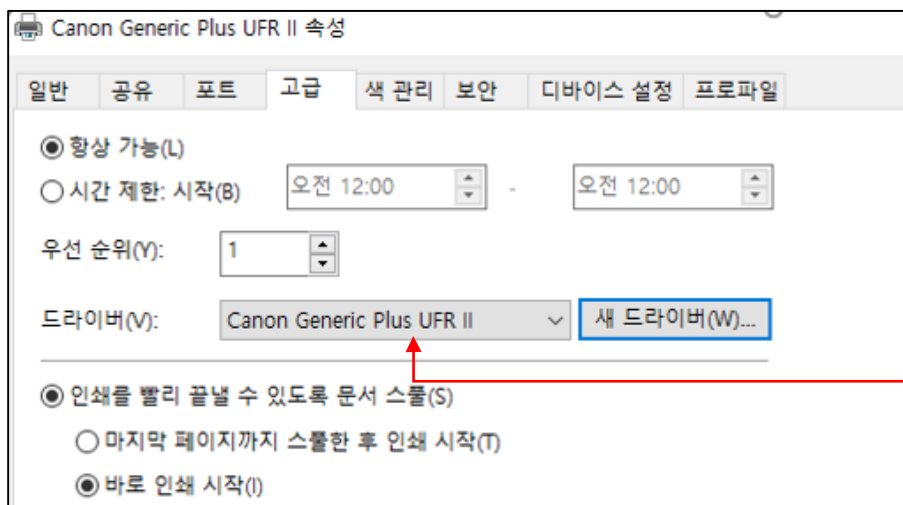 Canon Generic Plus UFR II 속성
일반 공유 포트 고급 색 관리 보안 디바이스 설정 프로파일
항상 가능(L)
시간 제한: 시작(B) 오전 12:00 - 오전 12:00
우선 순위(Y): 1
드라이버(V): Canon Generic Plus UFR II 새 드라이버(W)...
인쇄를 빨리 끝낼 수 있도록 문서 스풀(S)
마지막 페이지까지 스풀한 후 인쇄 시작(T)
바로 인쇄 시작(I)